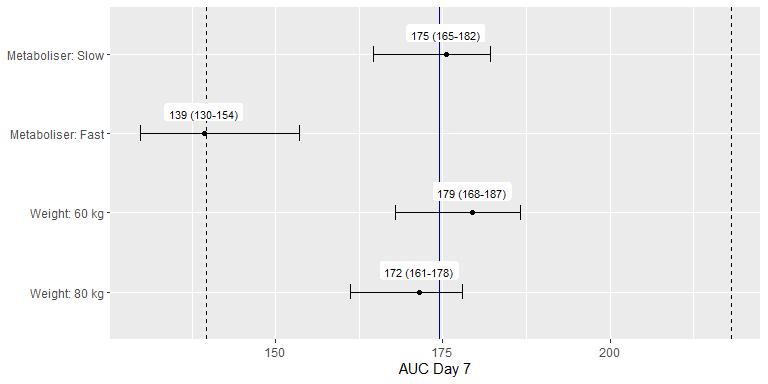 175 (165-182)
Metaboliser: Slow
139 (130-154)
Metaboliser: Fast
179 (168-187)
Weight: 60 kg
172 (161-178)
Weight: 80 kg
150
175
200
AUC Day 7